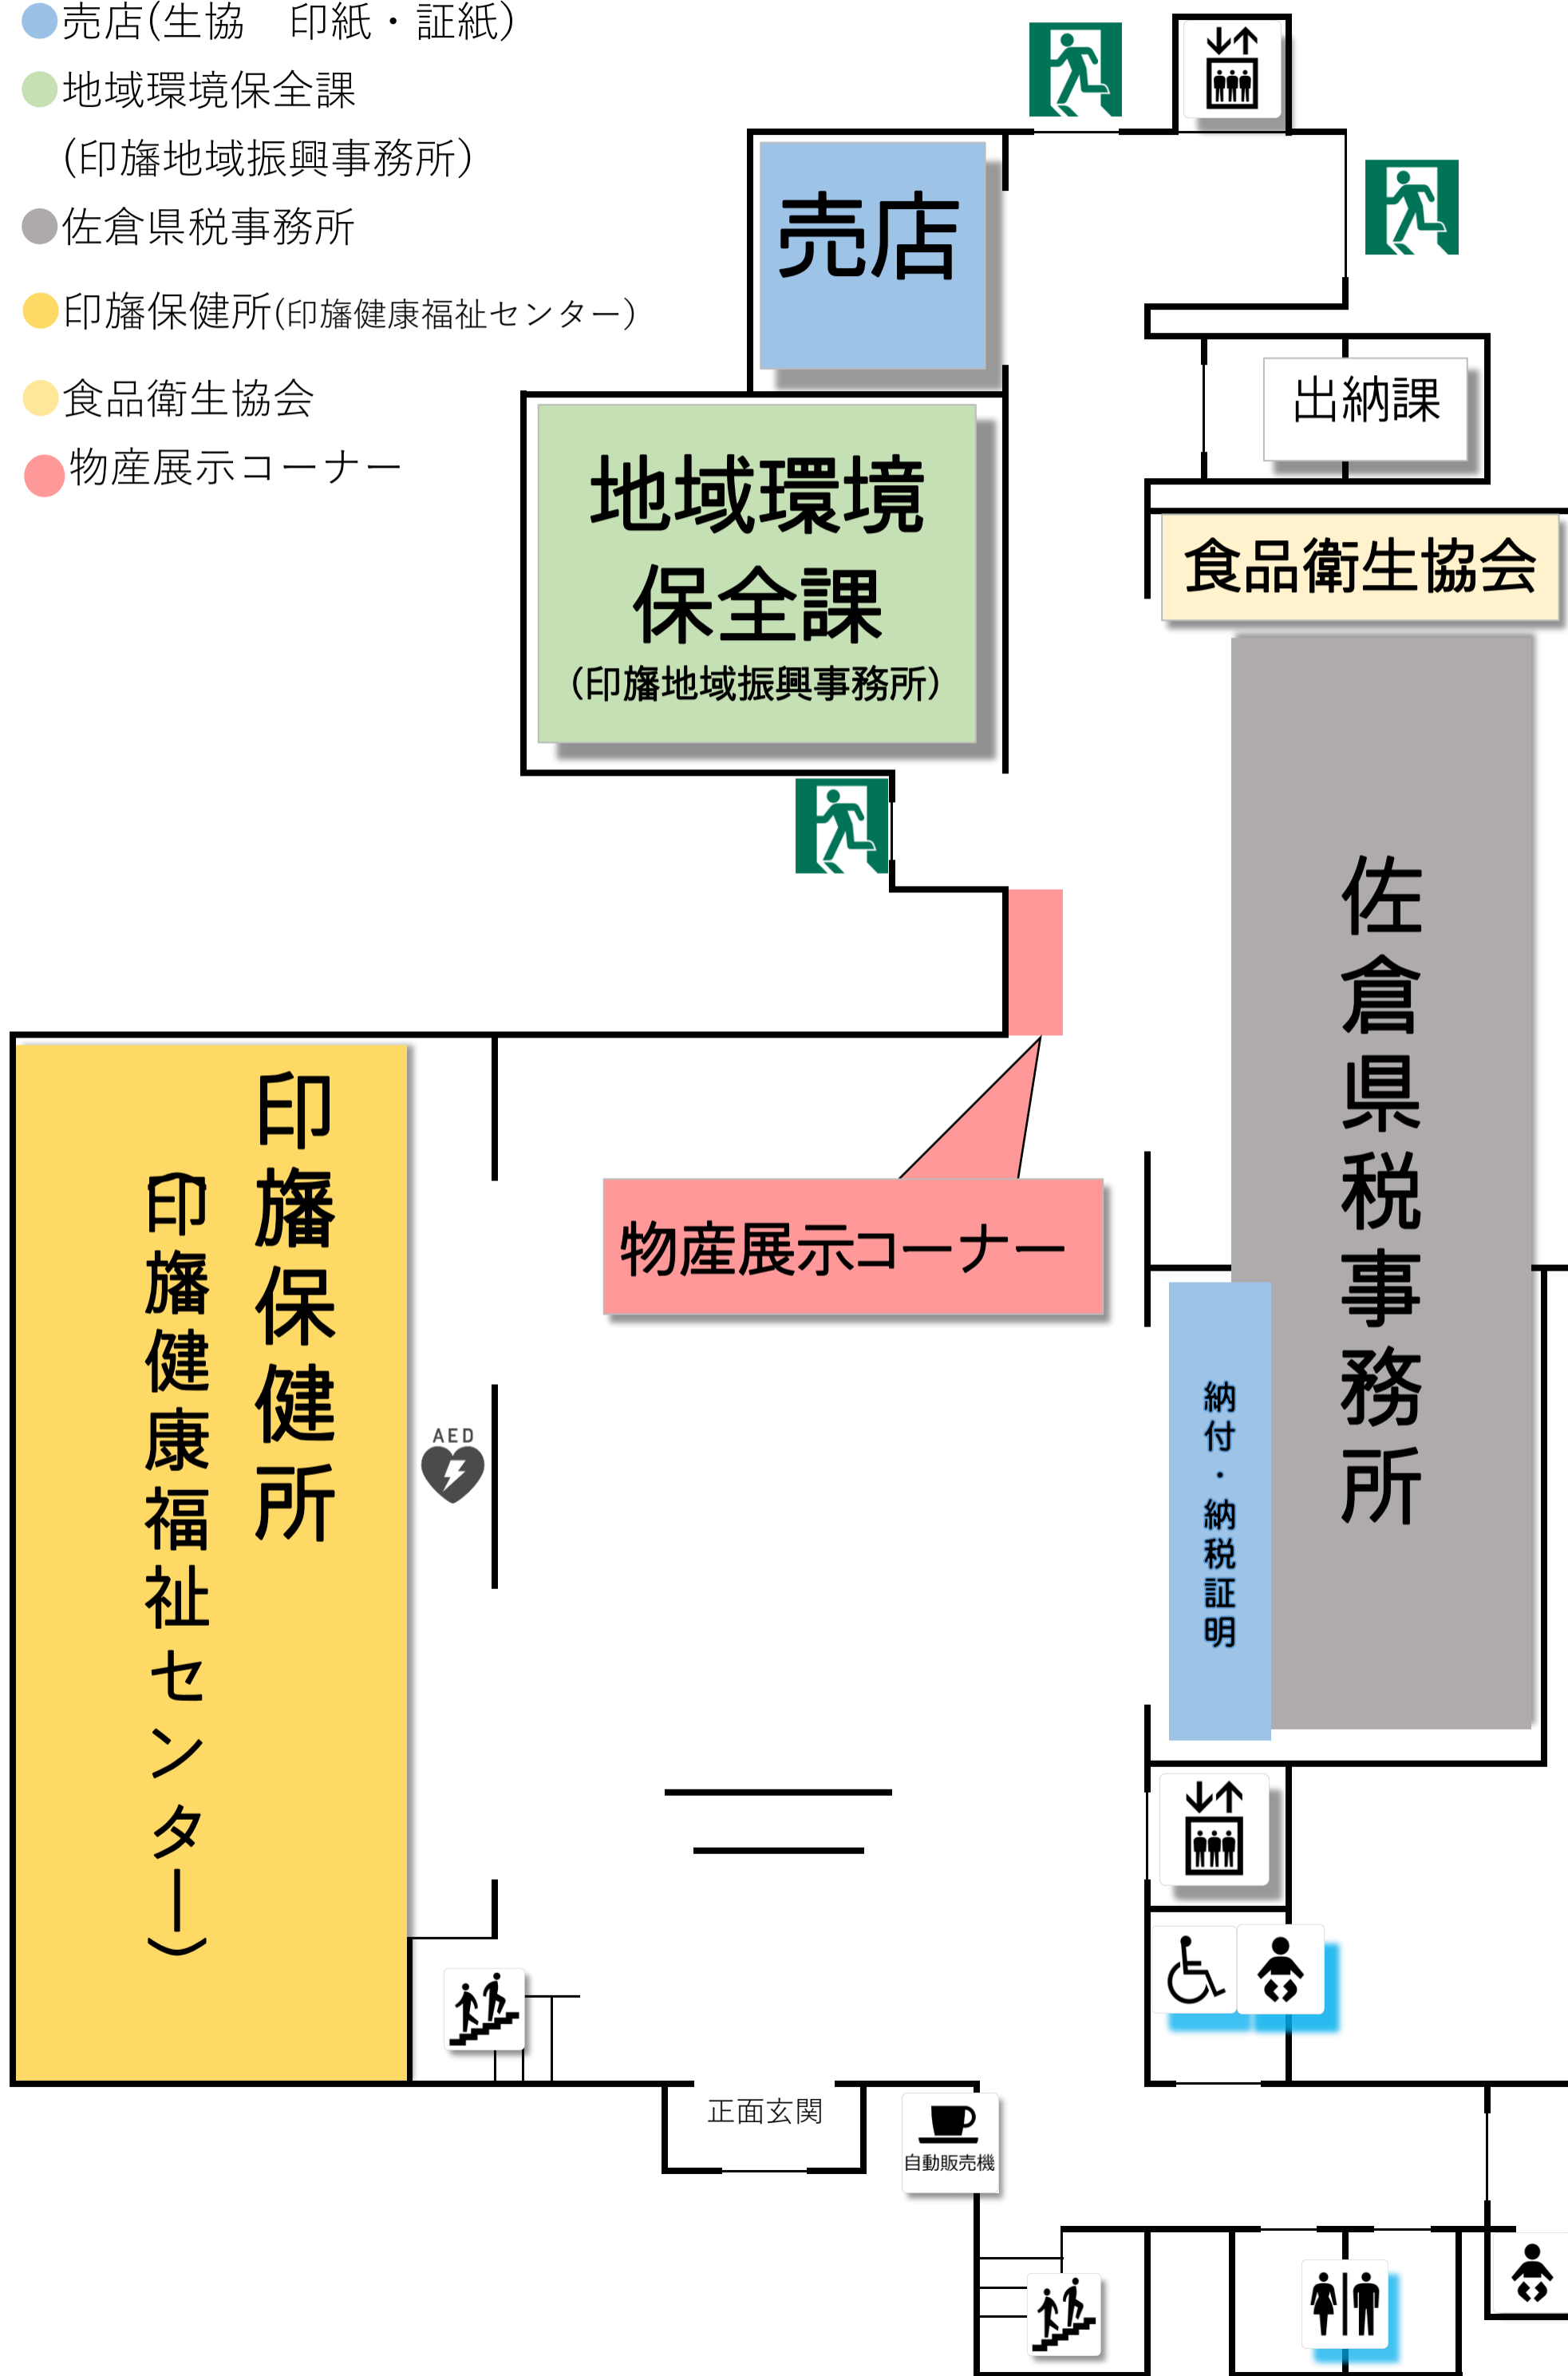 売店(生協　印紙・証紙)
地域環境保全課
(印旛地域振興事務所)
佐倉県税事務所
印旛保健所(印旛健康福祉センター)
食品衛生協会
物産展示コーナー
売店
出納課
地域環境
保全課
(印旛地域振興事務所)
食品衛生協会
佐倉県税事務所
物産展示コーナー
印旛保健所
(印旛健康福祉センター)
AED
納付・納税証明
正面玄関
自動販売機